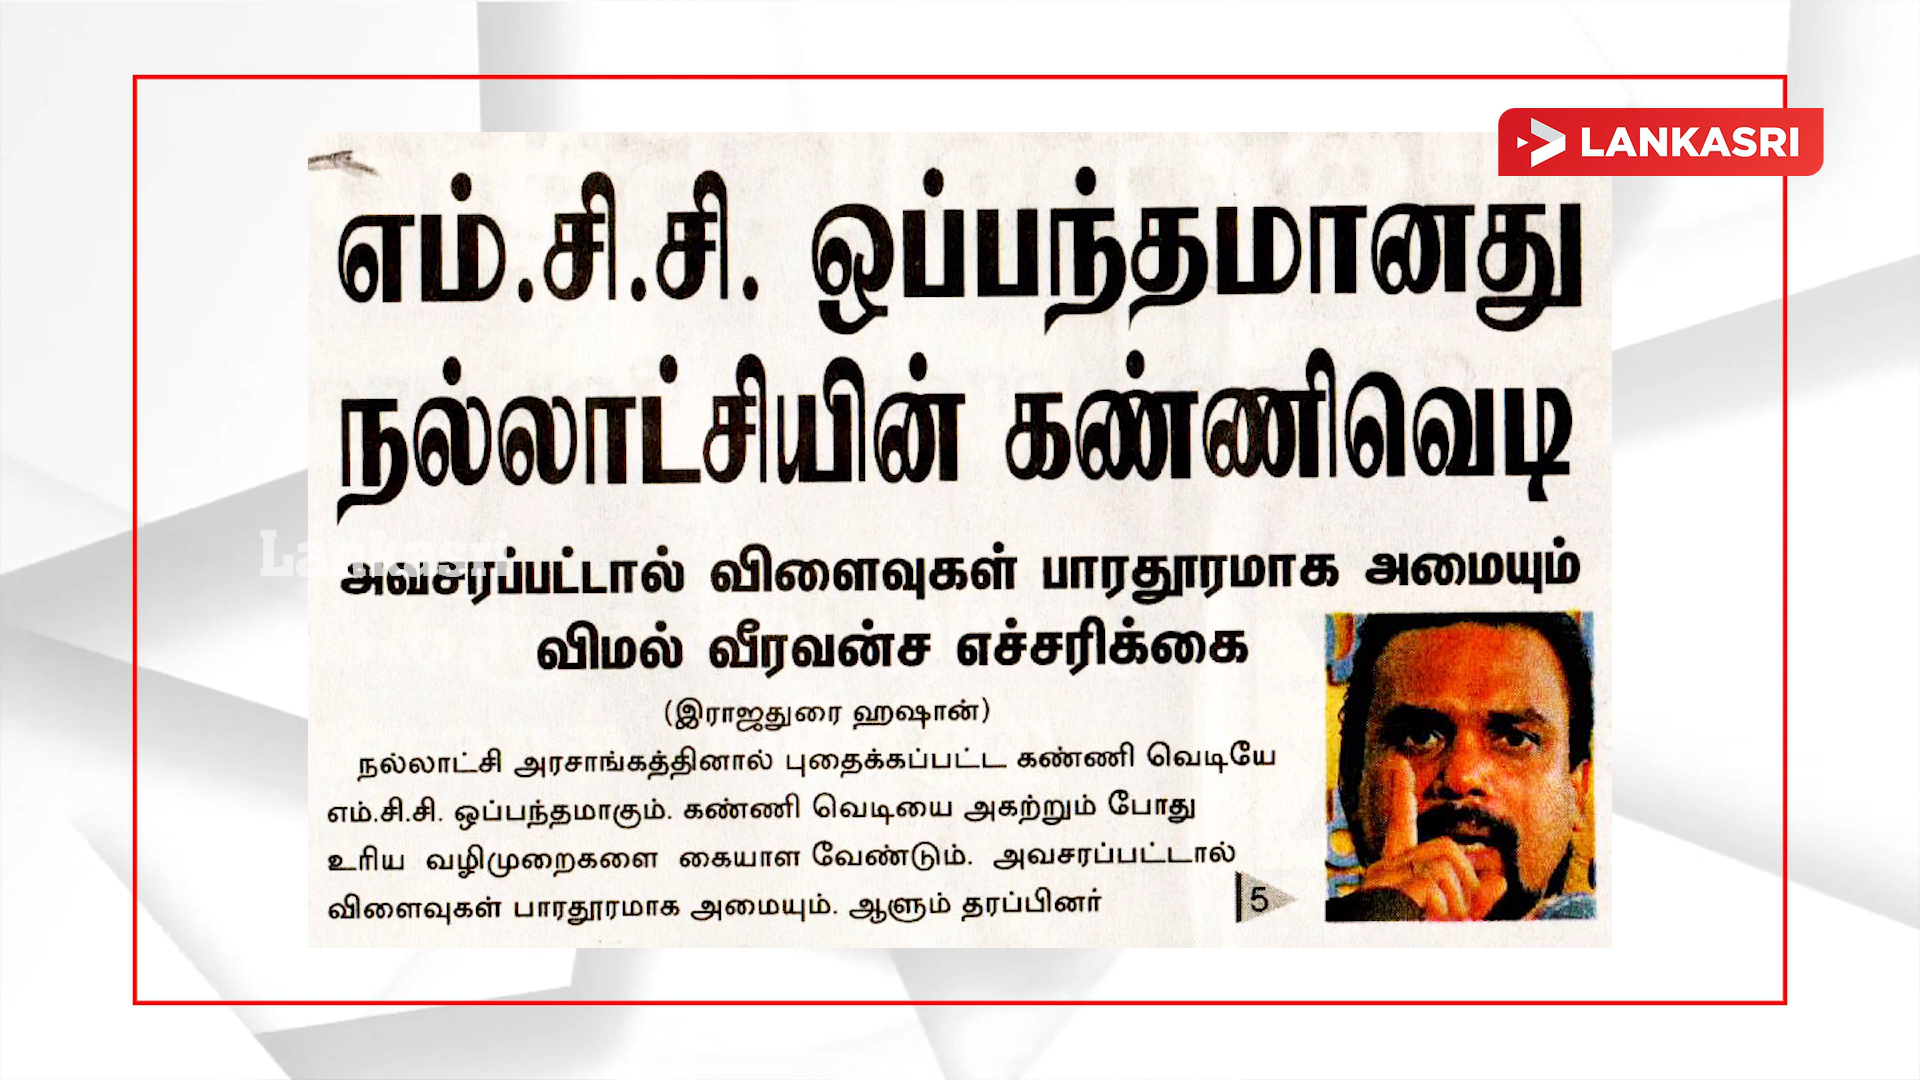 LANKASRI
எம்.சி.சி. ஒப்பந்தமானது
நல்லாட்சியின் கண்ணிவெடி
Lankasri
அவசரப்பட்டால் விளைவுகள் பாரதூரமாக அமையும்
விமல் வீரவன்ச எச்சரிக்கை
(இராஜதுரை ஹஷான்)
நல்லாட்சி அரசாங்கத்தினால் புதைக்கப்பட்ட கண்ணி வெடியே
எம்.சி.சி. ஒப்பந்தமாகும். கண்ணி வெடியை அகற்றும் போது
உரிய வழிமுறைகளை கையாள வேண்டும். அவசரப்பட்டால்
விளைவுகள் பாரதூரமாக அமையும். ஆளும் தரப்பினர்
5